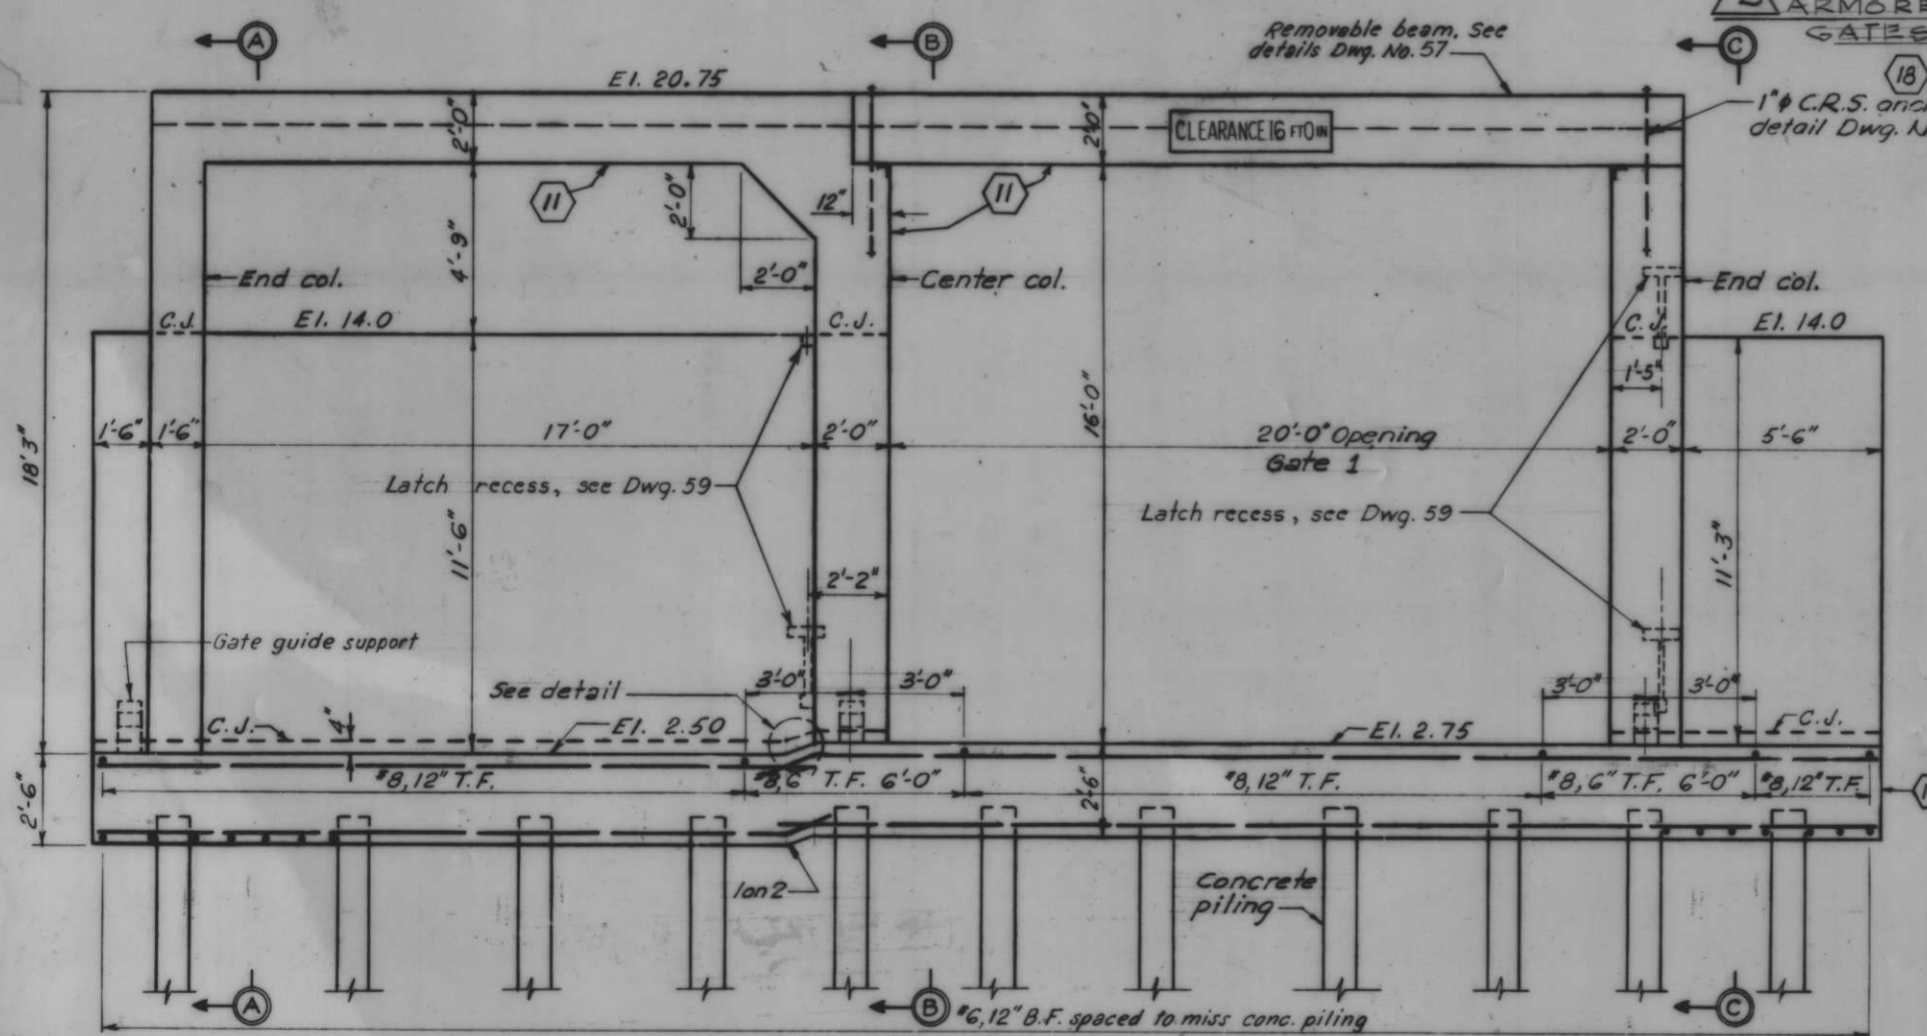 2 ARMORE
GATES
A
B
C
Removable beam. See
details Dwg. No. 57
18
1"ϕ C.R.S. anc
detail Dwg. N
El. 20.75
2'-0"
2'-0"
CLEARANCE 16 FT 0 IN
11
2'-0"
12"
11
4'-9"
End col.
2'-0"
Center col.
End col.
C.J.
El. 14.0
C.J.
C.J.
El. 14.0
1'-5"
18'3"
1'-6"
1'-6"
17'-0"
2'-0"
16'-0"
20'-0" Opening
Gate 1
2'-0"
5'-6"
Latch recess, see Dwg. 59
Latch recess, see Dwg. 59
11'-6"
11'-3"
2'-2"
Gate guide support
See detail
3'-0"
3'-0"
3'-0"
3'-0"
C.J.
4"
El. 2.50
El. 2.75
C.J.
2'-6"
#8,12" T.F.
#8,6" T.F. 6'-0"
2'-6"
#8,12" T.F.
#8,6" T.F. 6'-0"
#8,12" T.F.
1on2
Concrete
piling
A
B
C
#6,12" B.F. spaced to miss conc. piling